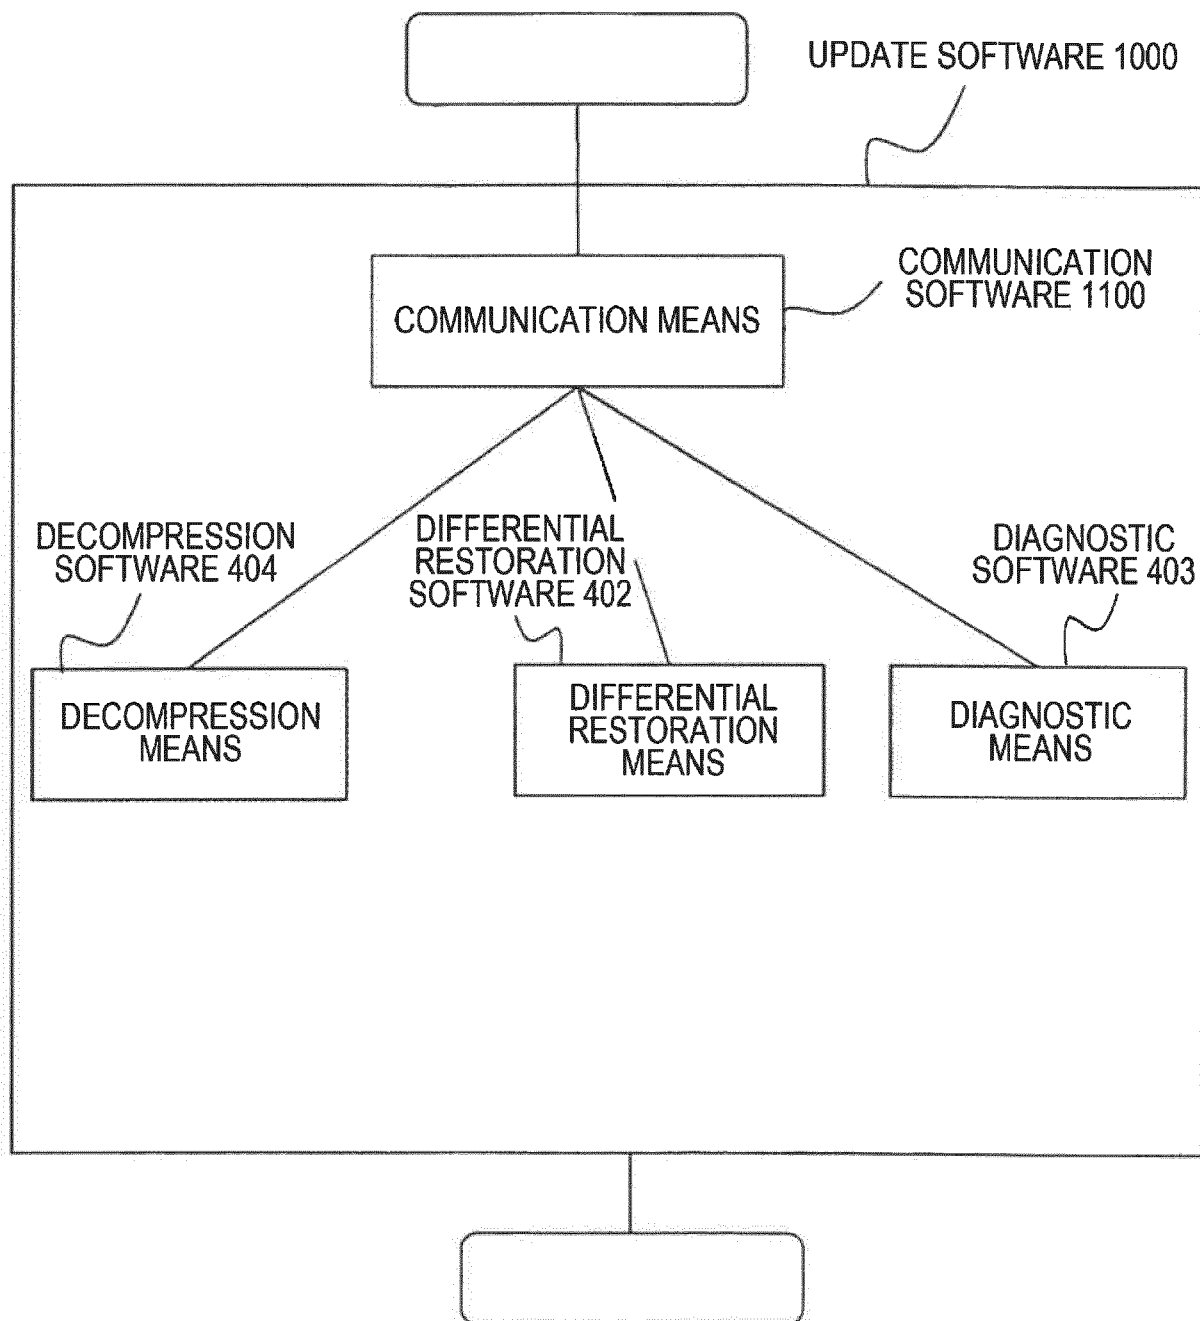 UPDATE SOFTWARE 1000
COMMUNICATION
SOFTWARE 1100
COMMUNICATION MEANS
DECOMPRESSION
SOFTWARE 404
DIFFERENTIAL
RESTORATION
SOFTWARE 402
DIAGNOSTIC
SOFTWARE 403
DECOMPRESSION
MEANS
DIFFERENTIAL
RESTORATION
MEANS
DIAGNOSTIC
MEANS